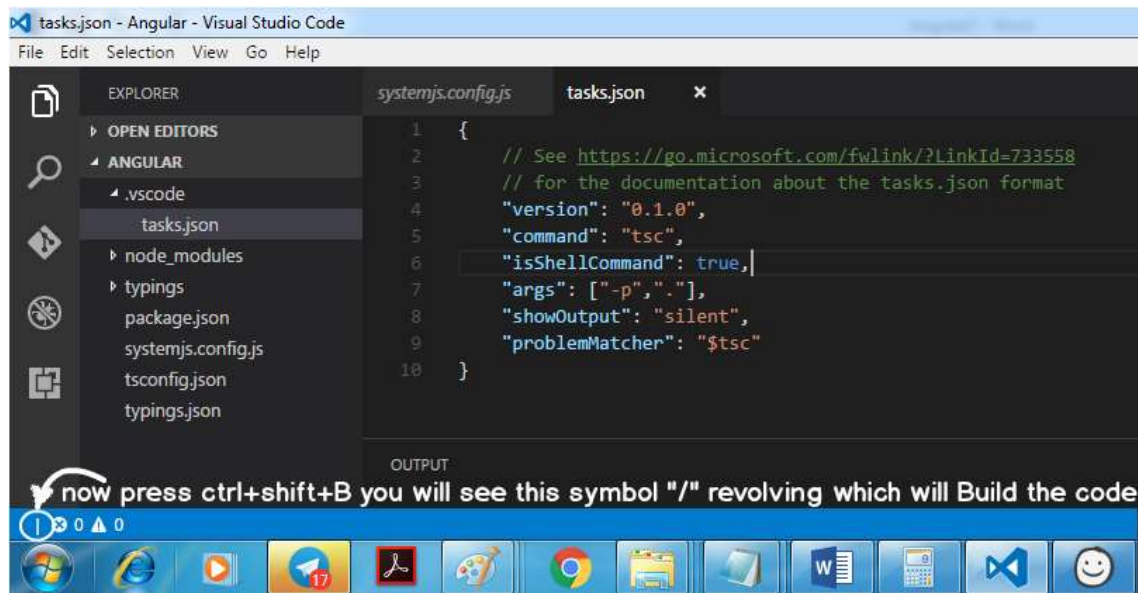 tasks.json - Angular - Visual Studio Code
File Edit Selection View Go Help
EXPLORER
OPEN EDITORS
ANGULAR
.vscode
tasks.json
node_modules
typings
package.json
systemjs.config.js
tsconfig.json
typings.json
systemjs.config.js tasks.json
1 {
2 // See https://go.microsoft.com/fwlink/?LinkId=733558
3 // for the documentation about the tasks.json format
4 "version": "0.1.0",
5 "command": "tsc",
6 "isShellCommand": true,
7 "args": ["-p","."],
8 "showOutput": "silent",
9 "problemMatcher": "$tsc"
10 }
OUTPUT
now press ctrl+shift+B you will see this symbol "/" revolving which will Build the code
0 0
17
W